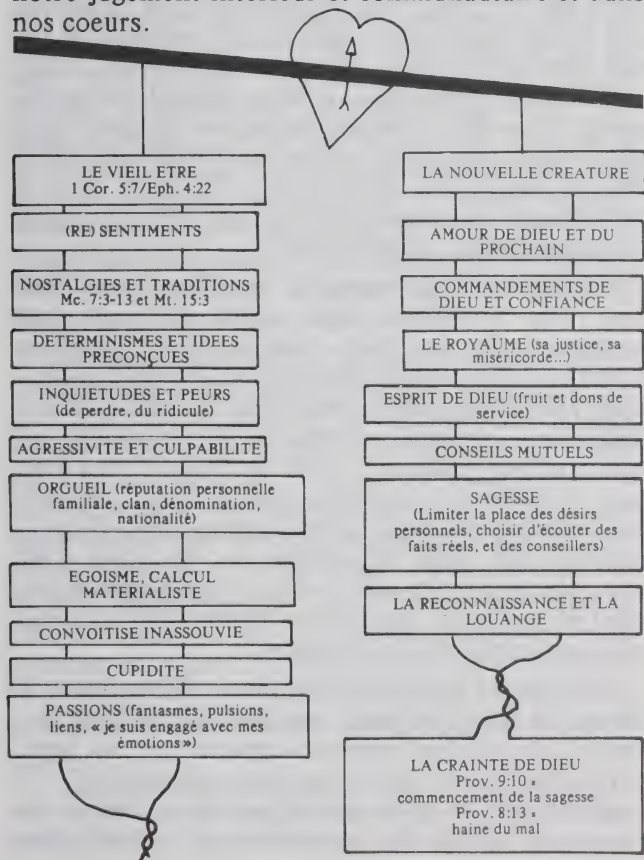 nos coeurs.
LE VIEIL ETRE
1 Cor. 5:7/Eph. 4:22
(RE) SENTIMENTS
NOSTALGIES ET TRADITIONS
Mc. 7:3-13 et Mt. 15:3
DETERMINISMES ET IDEES
PRECONÇUES
INQUIETUDES ET PEURS
(de perdre, du ridicule)
AGRESSIVITE ET CULPABILITE
ORGUEIL (réputation personnelle
familiale, clan, dénomination,
nationalité)
EGOISME, CALCUL
MATERIALISTE
CONVOITISE INASSOUVIE
CUPIDITE
PASSIONS (fantasmes, pulsions,
liens, « je suis engagé avec mes
émotions »)
LA NOUVELLE CREATURE
AMOUR DE DIEU ET DU
PROCHAIN
COMMANDEMENTS DE
DIEU ET CONFIANCE
LE ROYAUME (sa justice, sa
miséricorde...)
ESPRIT DE DIEU (fruit et dons de
service)
CONSEILS MUTUELS
SAGESSE
(Limiter la place des désirs
personnels, choisir d'écouter des
faits réels, et des conseillers)
LA RECONNAISSANCE ET LA
LOUANGE
LA CRAINTE DE DIEU
Prov. 9:10 =
commencement de la sagesse
Prov. 8:13 =
haine du mal